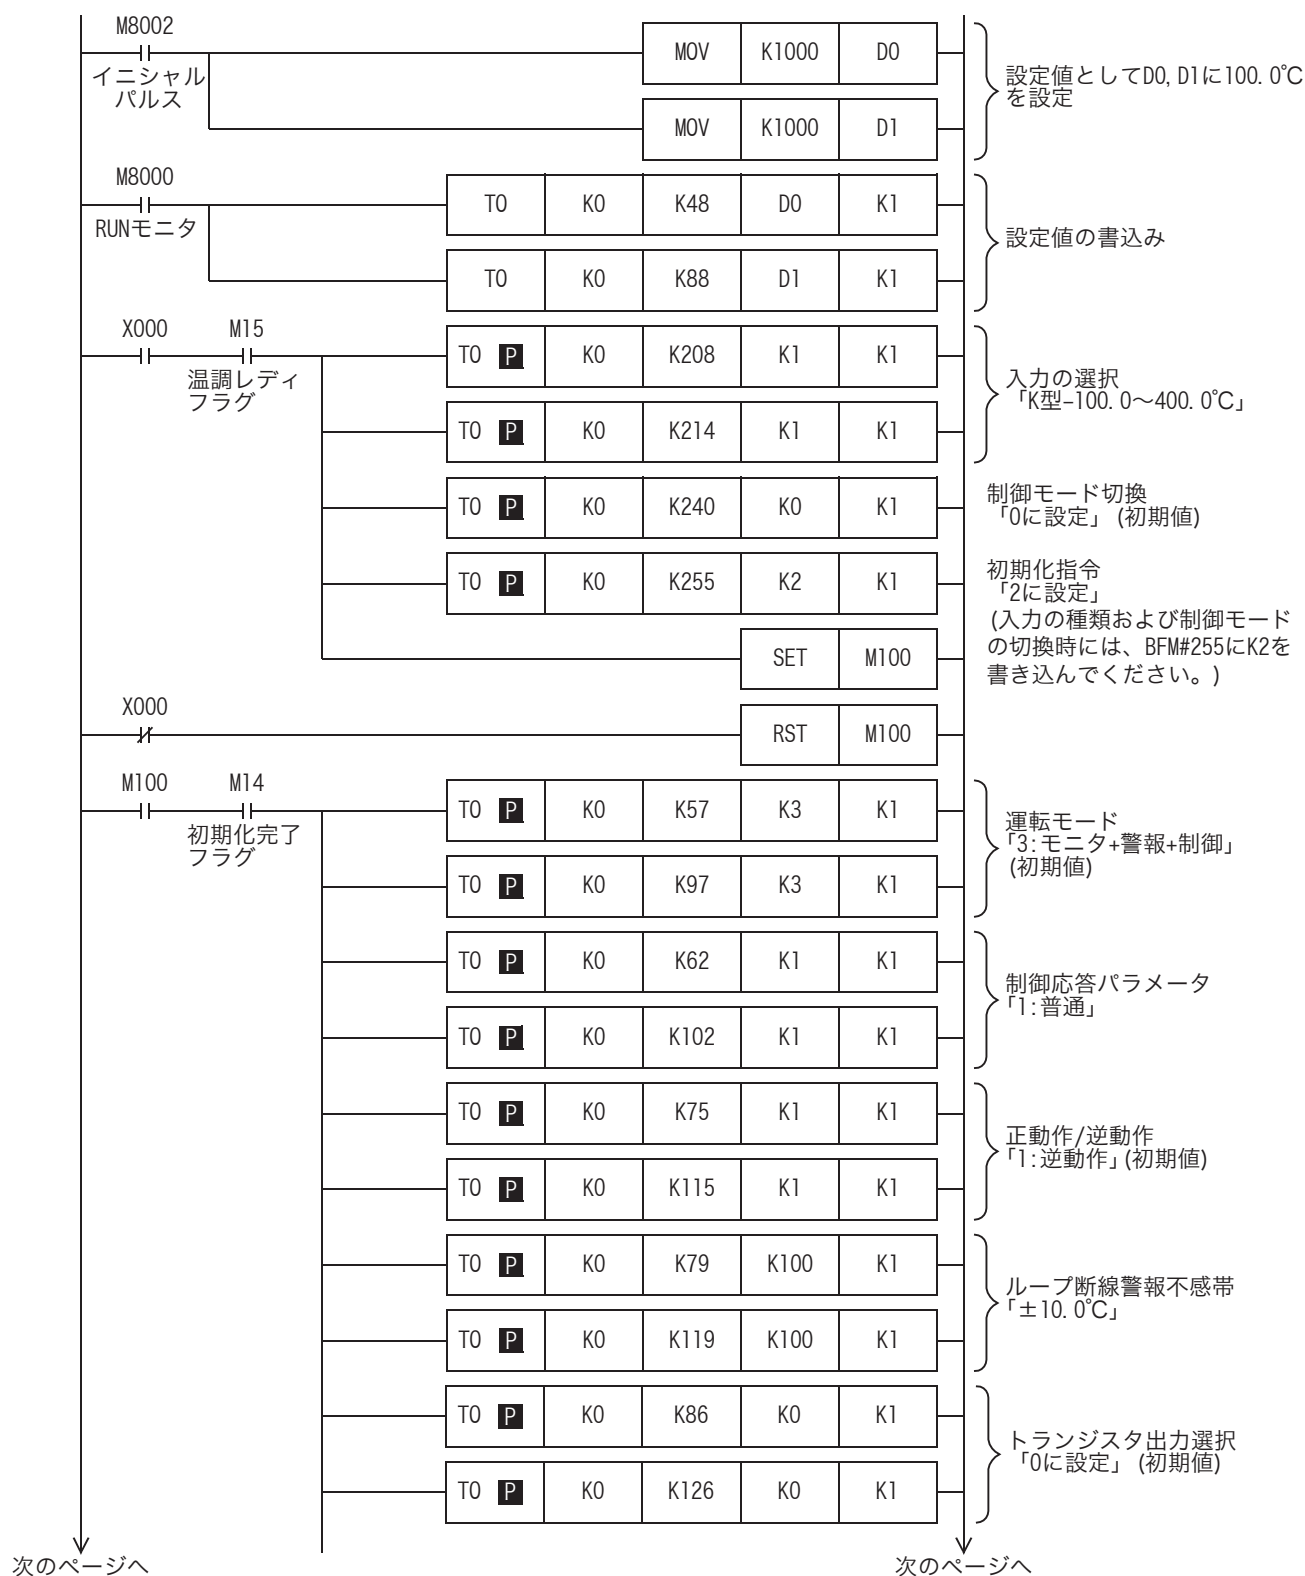 M8002
イニシャル
パルス
MOV K1000 D0
MOV K1000 D1
設定値としてD0, D1に100. 0℃
を設定
M8000
RUNモニタ
TO K0 K48 D0 K1
TO K0 K88 D1 K1
設定値の書込み
X000 M15
温調レディ
フラグ
TO P K0 K208 K1 K1
TO P K0 K214 K1 K1
入力の選択
「K型–100. 0～400. 0℃」
TO P K0 K240 K0 K1
制御モード切換
「0に設定」 (初期値)
TO P K0 K255 K2 K1
初期化指令
「2に設定」
(入力の種類および制御モード
の切換時には、BFM#255にK2を
書き込んでください。)
SET M100
X000
RST M100
M100 M14
初期化完了
フラグ
TO P K0 K57 K3 K1
TO P K0 K97 K3 K1
運転モード
「3:モニタ+警報+制御」
(初期値)
TO P K0 K62 K1 K1
TO P K0 K102 K1 K1
制御応答パラメータ
「1:普通」
TO P K0 K75 K1 K1
TO P K0 K115 K1 K1
正動作/逆動作
「1:逆動作」(初期値)
TO P K0 K79 K100 K1
TO P K0 K119 K100 K1
ループ断線警報不感帯
「±10. 0℃」
TO P K0 K86 K0 K1
TO P K0 K126 K0 K1
トランジスタ出力選択
「0に設定」 (初期値)
次のページへ
次のページへ